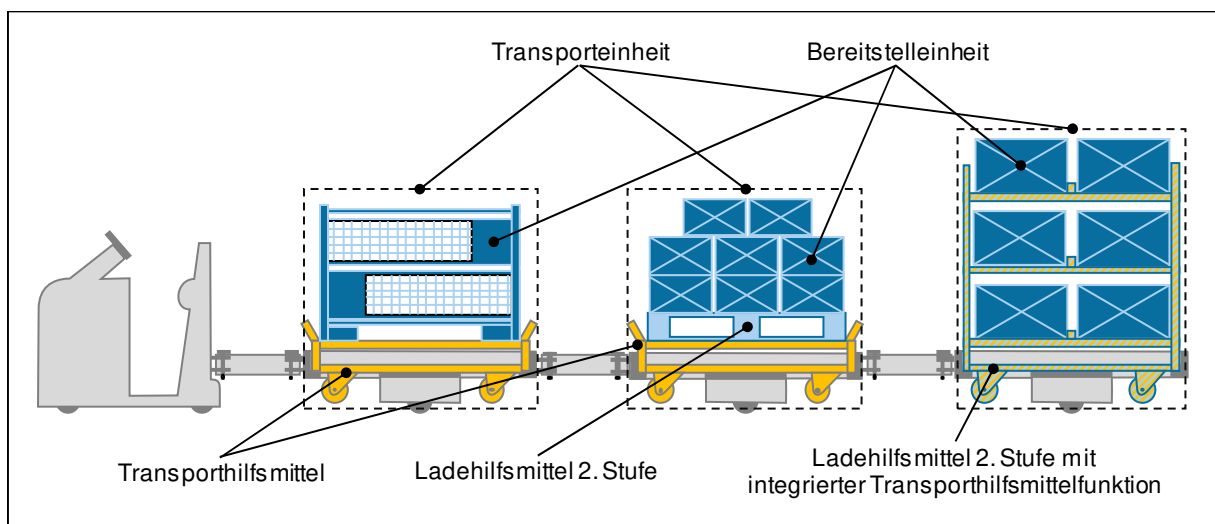 Transporteinheit
Bereitstelleinheit
Transporthilfsmittel
Ladehilfsmittel 2. Stufe
Ladehilfsmittel 2. Stufe mit
integrierter Transporthilfsmittelfunktion